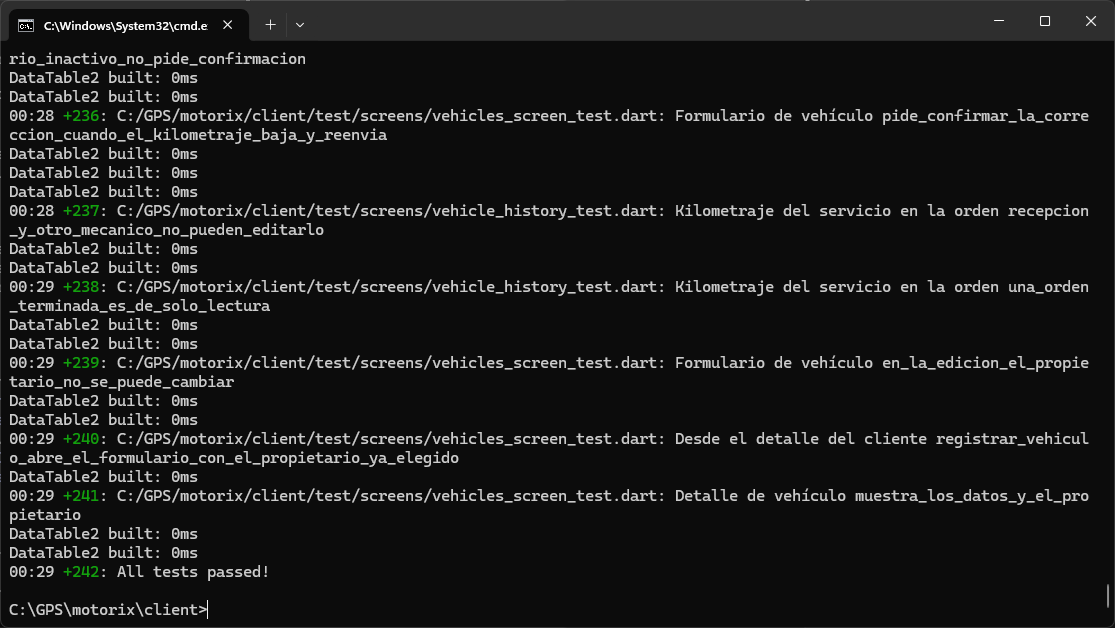 C:\Windows\System32\cmd.e
rio_inactivo_no_pide_confirmacion
DataTable2 built: 0ms
DataTable2 built: 0ms
00:28 +236: C:/GPS/motorix/client/test/screens/vehicles_screen_test.dart: Formulario de vehículo pide_confirmar_la_corre
ccion_cuando_el_kilometraje_baja_y_reenvia
DataTable2 built: 0ms
DataTable2 built: 0ms
DataTable2 built: 0ms
00:28 +237: C:/GPS/motorix/client/test/screens/vehicle_history_test.dart: Kilometraje del servicio en la orden recepcion
_y_otro_mecanico_no_pueden_editarlo
DataTable2 built: 0ms
DataTable2 built: 0ms
00:29 +238: C:/GPS/motorix/client/test/screens/vehicle_history_test.dart: Kilometraje del servicio en la orden una_orden
_terminada_es_de_solo_lectura
DataTable2 built: 0ms
DataTable2 built: 0ms
00:29 +239: C:/GPS/motorix/client/test/screens/vehicles_screen_test.dart: Formulario de vehículo en_la_edicion_el_propie
tario_no_se_puede_cambiar
DataTable2 built: 0ms
DataTable2 built: 0ms
00:29 +240: C:/GPS/motorix/client/test/screens/vehicles_screen_test.dart: Desde el detalle del cliente registrar_vehicul
o_abre_el_formulario_con_el_propietario_ya_elegido
DataTable2 built: 0ms
00:29 +241: C:/GPS/motorix/client/test/screens/vehicles_screen_test.dart: Detalle de vehículo muestra_los_datos_y_el_pro
pietario
DataTable2 built: 0ms
DataTable2 built: 0ms
00:29 +242: All tests passed!
C:\GPS\motorix\client>